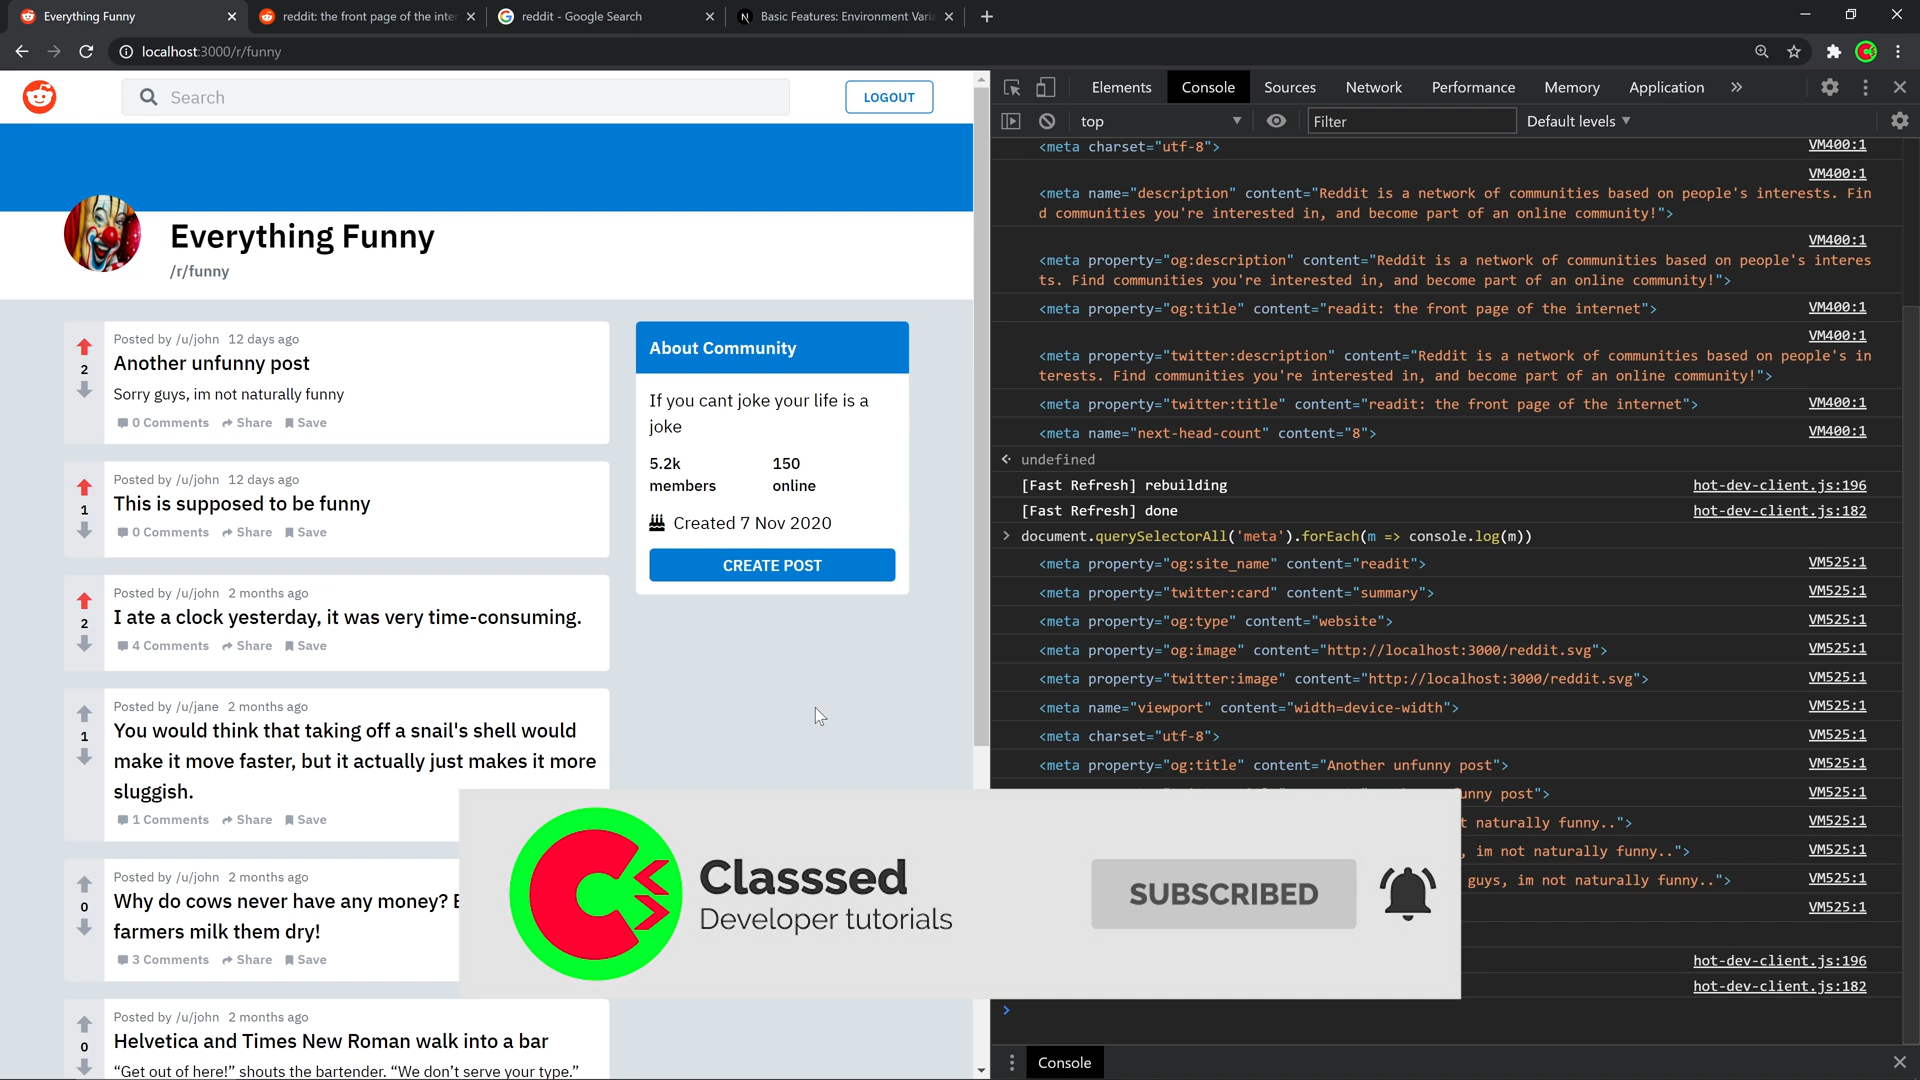 Everything Funny
reddit: the front page of the inte
reddit - Google Search
Basic Features: Environment Varia
localhost:3000/r/funny
Search
LOGOUT
Everything Funny
/r/funny
Posted by /u/john 12 days ago
2
Another unfunny post
Sorry guys, im not naturally funny
0 Comments Share Save
Posted by /u/john 12 days ago
1
This is supposed to be funny
0 Comments Share Save
Posted by /u/john 2 months ago
2
I ate a clock yesterday, it was very time-consuming.
4 Comments Share Save
Posted by /u/jane 2 months ago
1
You would think that taking off a snail's shell would
make it move faster, but it actually just makes it more
sluggish.
1 Comments Share Save
Posted by /u/john 2 months ago
0
Why do cows never have any money?
farmers milk them dry!
3 Comments Share Save
Posted by /u/john 2 months ago
0
Helvetica and Times New Roman walk into a bar
“Get out of here!” shouts the bartender. “We don’t serve your type.”
About Community
If you cant joke your life is a
joke
5.2k 150
members online
Created 7 Nov 2020
CREATE POST
Elements Console Sources Network Performance Memory Application »
top Filter Default levels
<meta charset="utf-8"> VM400:1
VM400:1
<meta name="description" content="Reddit is a network of communities based on people's interests. Fin
d communities you're interested in, and become part of an online community!">
VM400:1
<meta property="og:description" content="Reddit is a network of communities based on people's interes
ts. Find communities you're interested in, and become part of an online community!">
<meta property="og:title" content="readit: the front page of the internet"> VM400:1
VM400:1
<meta property="twitter:description" content="Reddit is a network of communities based on people's in
terests. Find communities you're interested in, and become part of an online community!">
<meta property="twitter:title" content="readit: the front page of the internet"> VM400:1
<meta name="next-head-count" content="8"> VM400:1
undefined
[Fast Refresh] rebuilding hot-dev-client.js:196
[Fast Refresh] done hot-dev-client.js:182
> document.querySelectorAll('meta').forEach(m => console.log(m))
<meta property="og:site_name" content="readit"> VM525:1
<meta property="twitter:card" content="summary"> VM525:1
<meta property="og:type" content="website"> VM525:1
<meta property="og:image" content="http://localhost:3000/reddit.svg"> VM525:1
<meta property="twitter:image" content="http://localhost:3000/reddit.svg"> VM525:1
<meta name="viewport" content="width=device-width"> VM525:1
<meta charset="utf-8"> VM525:1
<meta property="og:title" content="Another unfunny post"> VM525:1
unny post"> VM525:1
t naturally funny.."> VM525:1
, im not naturally funny.."> VM525:1
guys, im not naturally funny.."> VM525:1
VM525:1
hot-dev-client.js:196
hot-dev-client.js:182
>
Console
Classsed
Developer tutorials
SUBSCRIBED